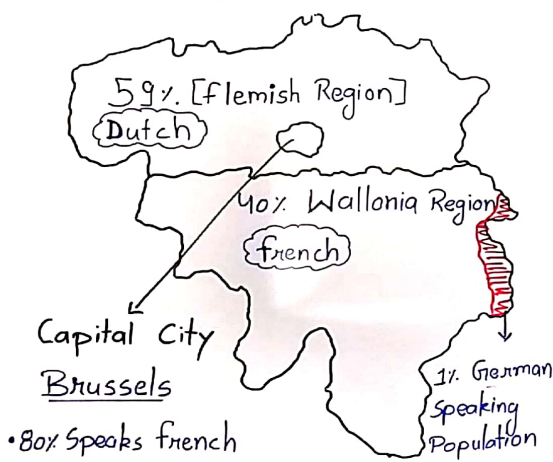 59%. [Flemish Region]
Dutch
40% Wallonia Region
french
Capital City
Brussels
•80% Speaks french
1% German
Speaking
Population